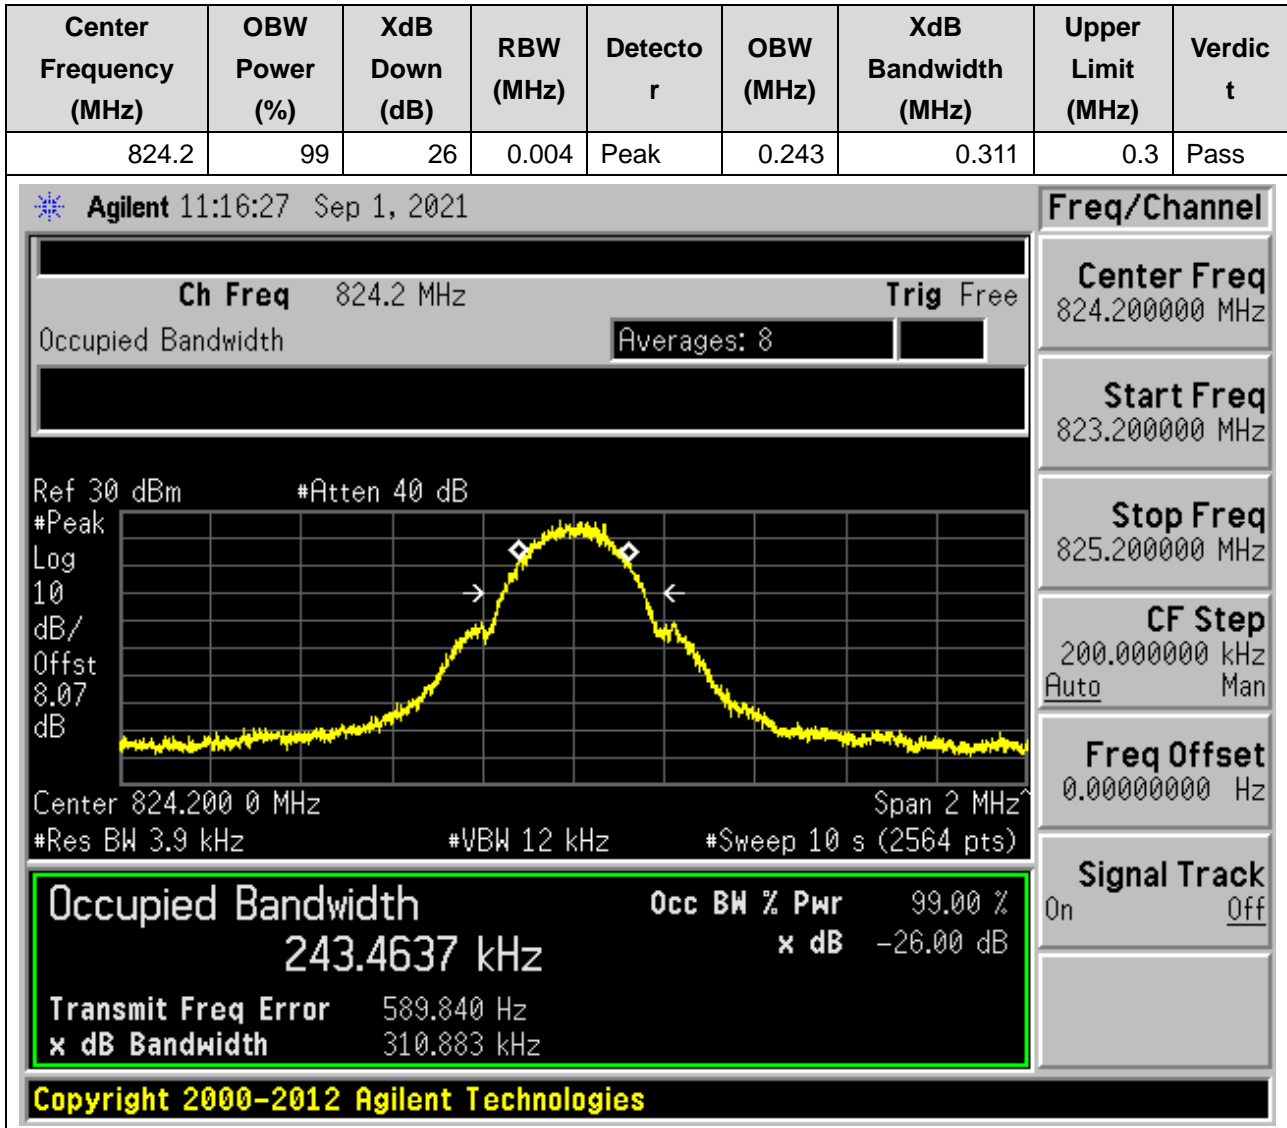 Center Frequency (MHz) OBW Power (%) XdB Down (dB) RBW (MHz) Detecto r OBW (MHz) XdB Bandwidth (MHz) Upper Limit (MHz) Verdic t
824.2 99 26 0.004 Peak 0.243 0.311 0.3 Pass
Agilent 11:16:27 Sep 1, 2021
Ch Freq 824.2 MHz Trig Free
Occupied Bandwidth Averages: 8
Ref 30 dBm #Atten 40 dB
#Peak
Log
10
dB/
Offst
8.07
dB
Center 824.200 0 MHz Span 2 MHz^
#Res BW 3.9 kHz #VBW 12 kHz #Sweep 10 s (2564 pts)
Occupied Bandwidth Occ BW % Pwr 99.00 %
243.4637 kHz x dB -26.00 dB
Transmit Freq Error 589.840 Hz
x dB Bandwidth 310.883 kHz
Copyright 2000-2012 Agilent Technologies
Freq/Channel
Center Freq
824.200000 MHz
Start Freq
823.200000 MHz
Stop Freq
825.200000 MHz
CF Step
200.000000 kHz
Auto Man
Freq Offset
0.00000000 Hz
Signal Track
On Off